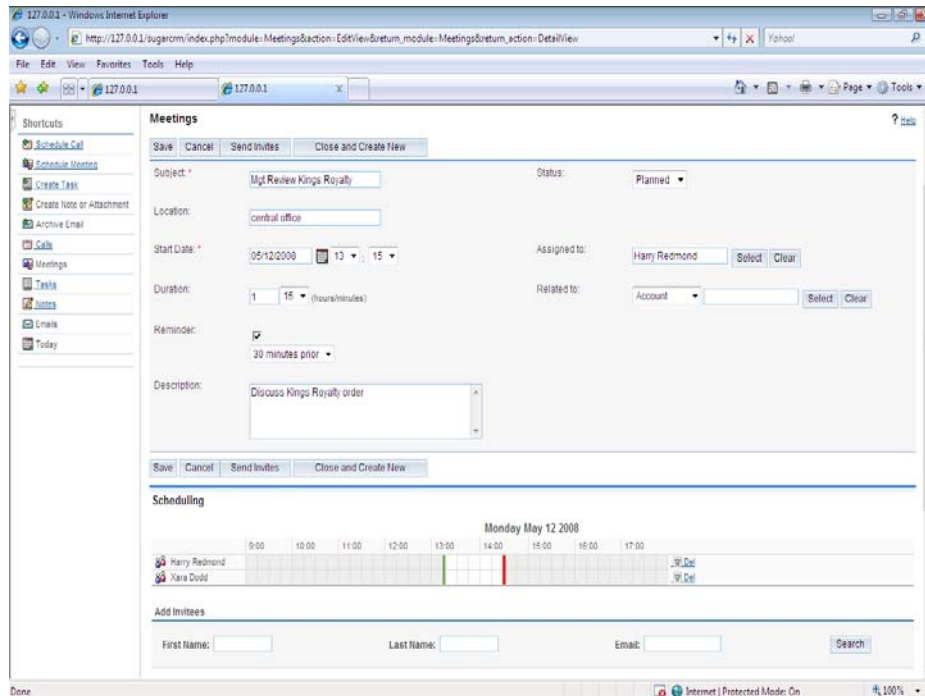 127.0.0.1 - Windows Internet Explorer
http://127.0.0.1/sugarcrm/index.php?module=Meetings&action=EditView&return_module=Meetings&return_action=DetailView
Yahoo!
File Edit View Favorites Tools Help
127.0.0.1
127.0.0.1
Page
Tools
Shortcuts
Schedule Call
Schedule Meeting
Create Task
Create Note or Attachment
Archive Email
Calls
Meetings
Tasks
Notes
Emails
Today
Meetings
? Help
Save Cancel Send Invites Close and Create New
Subject: * Mgt Review Kings Royalty Status: Planned
Location: central office
Start Date: * 05/12/2008 13 : 15 Assigned to: Harry Redmond Select Clear
Duration: 1 15 (hours/minutes) Related to: Account Select Clear
Reminder:
30 minutes prior
Description: Discuss Kings Royalty order
Save Cancel Send Invites Close and Create New
Scheduling
Monday May 12 2008
9:00 10:00 11:00 12:00 13:00 14:00 15:00 16:00 17:00
Harry Redmond Del
Xara Dodd Del
Add Invitees
First Name: Last Name: Email: Search
Done Internet | Protected Mode: On 100%